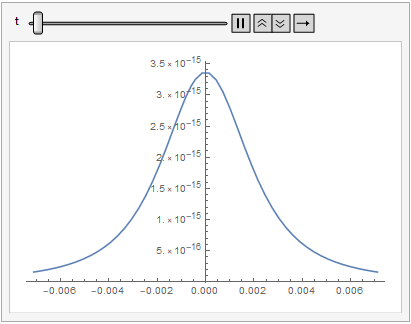 t
3.5 × 10⁻¹⁵
3. × 10⁻¹⁵
2.5 × 10⁻¹⁵
2. × 10⁻¹⁵
1.5 × 10⁻¹⁵
1. × 10⁻¹⁵
5. × 10⁻¹⁶
−0.006 −0.004 −0.002 0.000 0.002 0.004 0.006